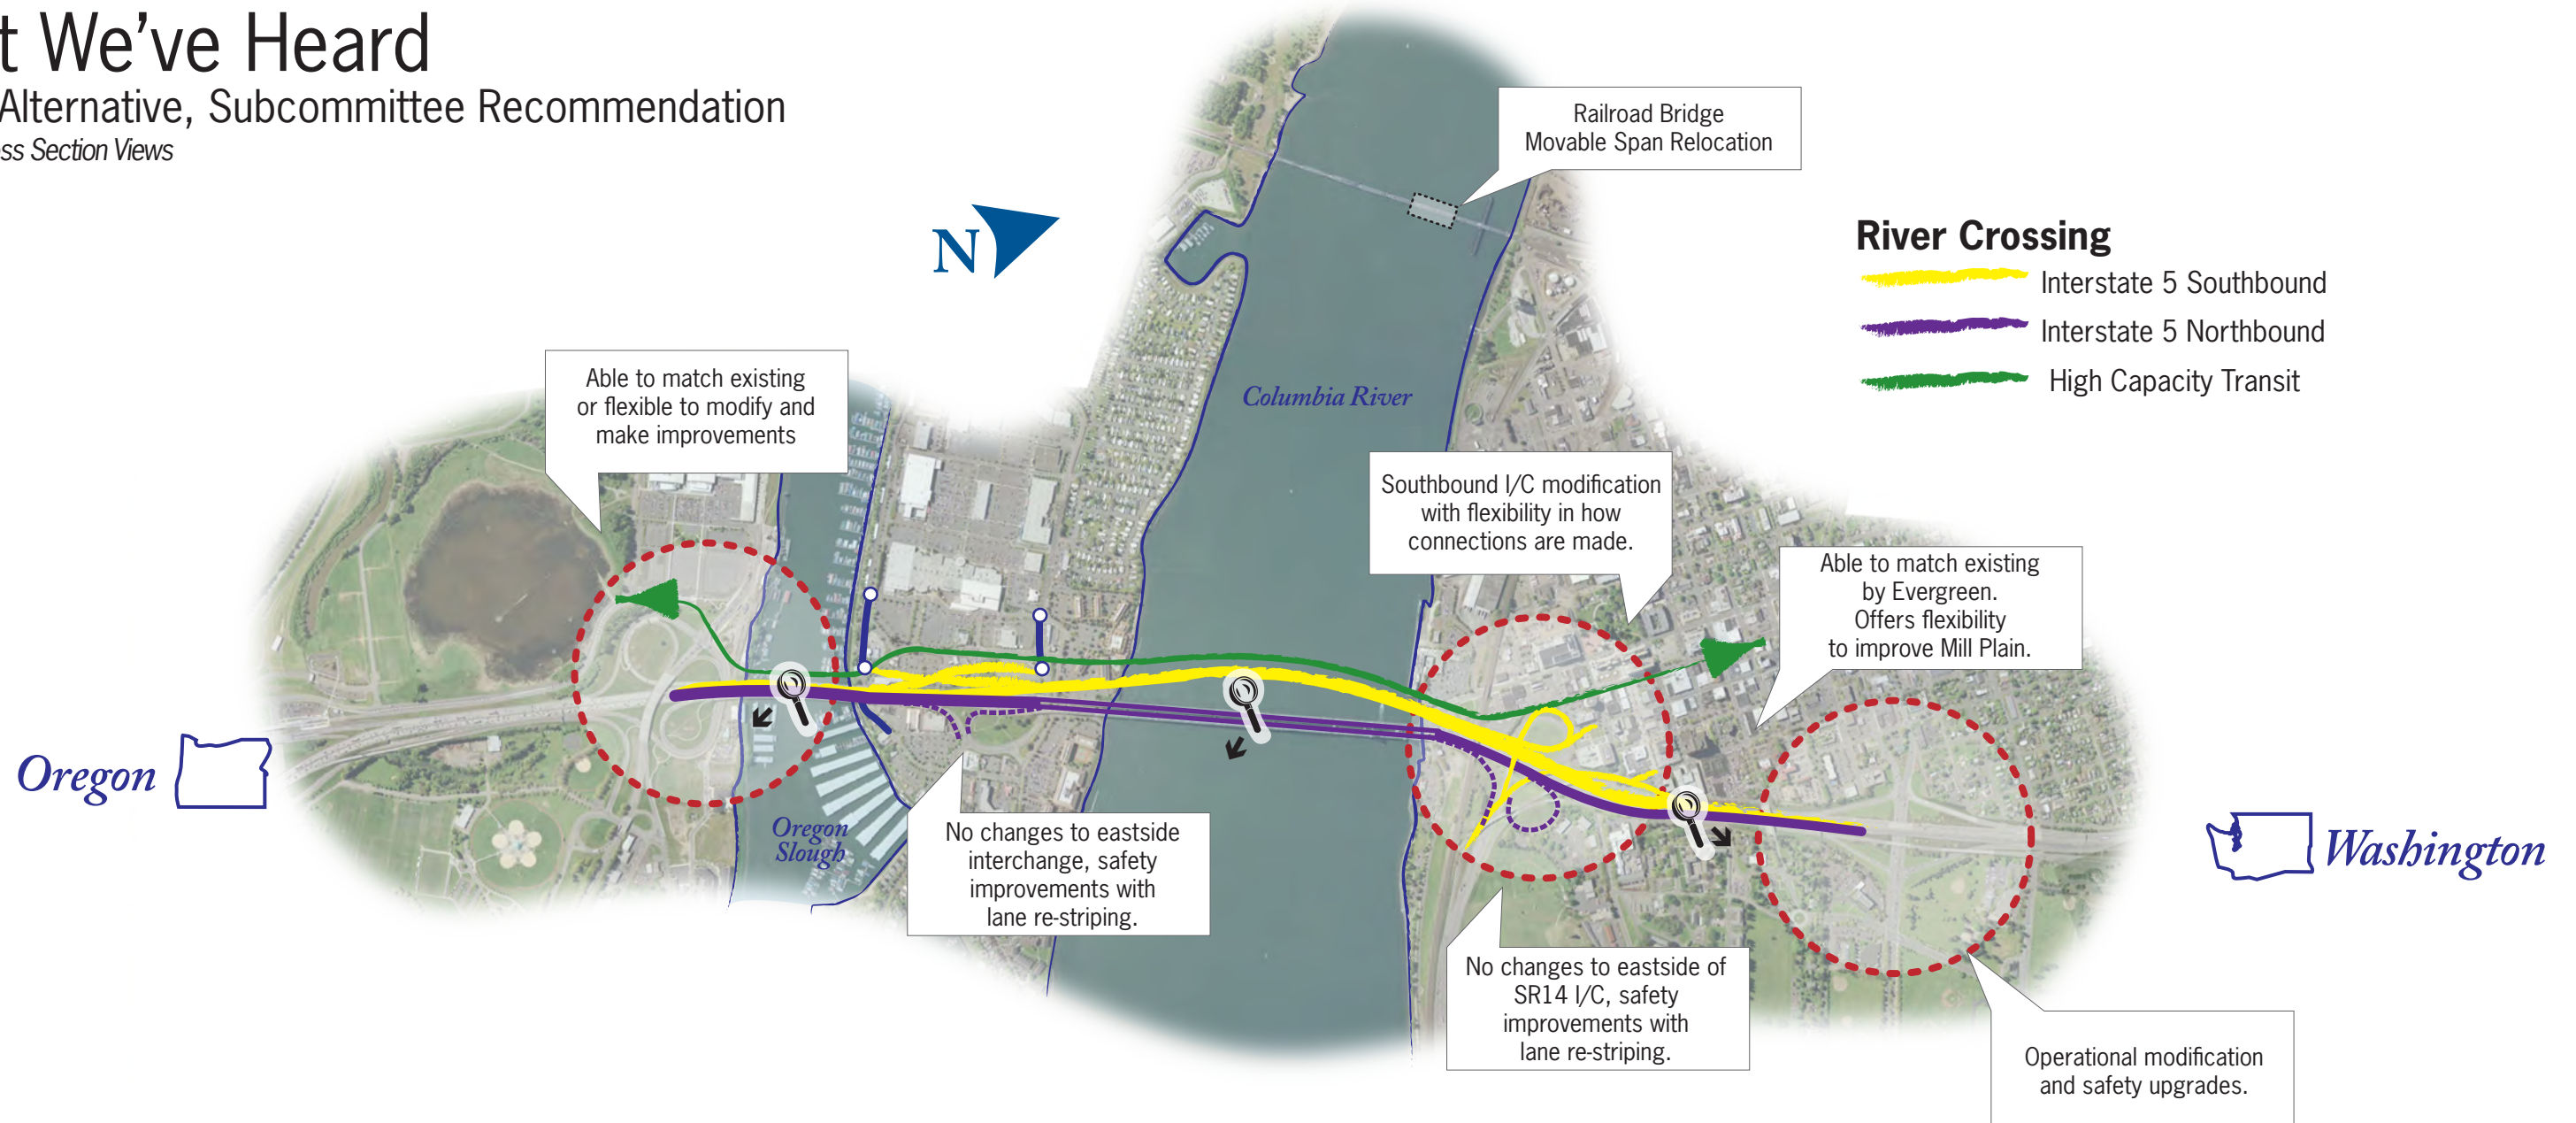 t We've Heard
Alternative, Subcommittee Recommendation
ss Section Views
Railroad Bridge
Movable Span Relocation
N
River Crossing
Interstate 5 Southbound
Interstate 5 Northbound
High Capacity Transit
Able to match existing
or flexible to modify and
make improvements
Columbia River
Southbound I/C modification
with flexibility in how
connections are made.
Able to match existing
by Evergreen.
Offers flexibility
to improve Mill Plain.
Oregon
Oregon
Slough
No changes to eastside
interchange, safety
improvements with
lane re-striping.
Washington
No changes to eastside of
SR14 I/C, safety
improvements with
lane re-striping.
Operational modification
and safety upgrades.